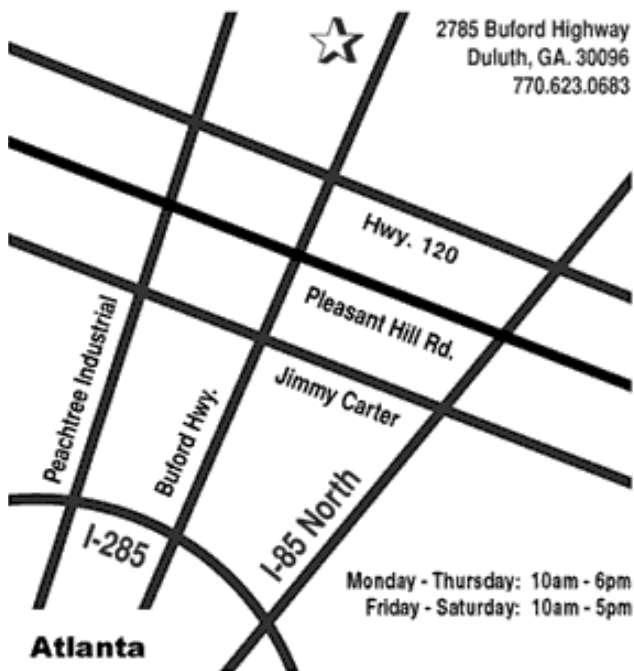 2785 Buford Highway
Duluth, GA. 30096
770.623.0683
Hwy. 120
Pleasant Hill Rd.
Jimmy Carter
Peachtree Industrial
Buford Hwy.
I-285
I-85 North
Monday - Thursday: 10am - 6pm
Friday - Saturday: 10am - 5pm
Atlanta